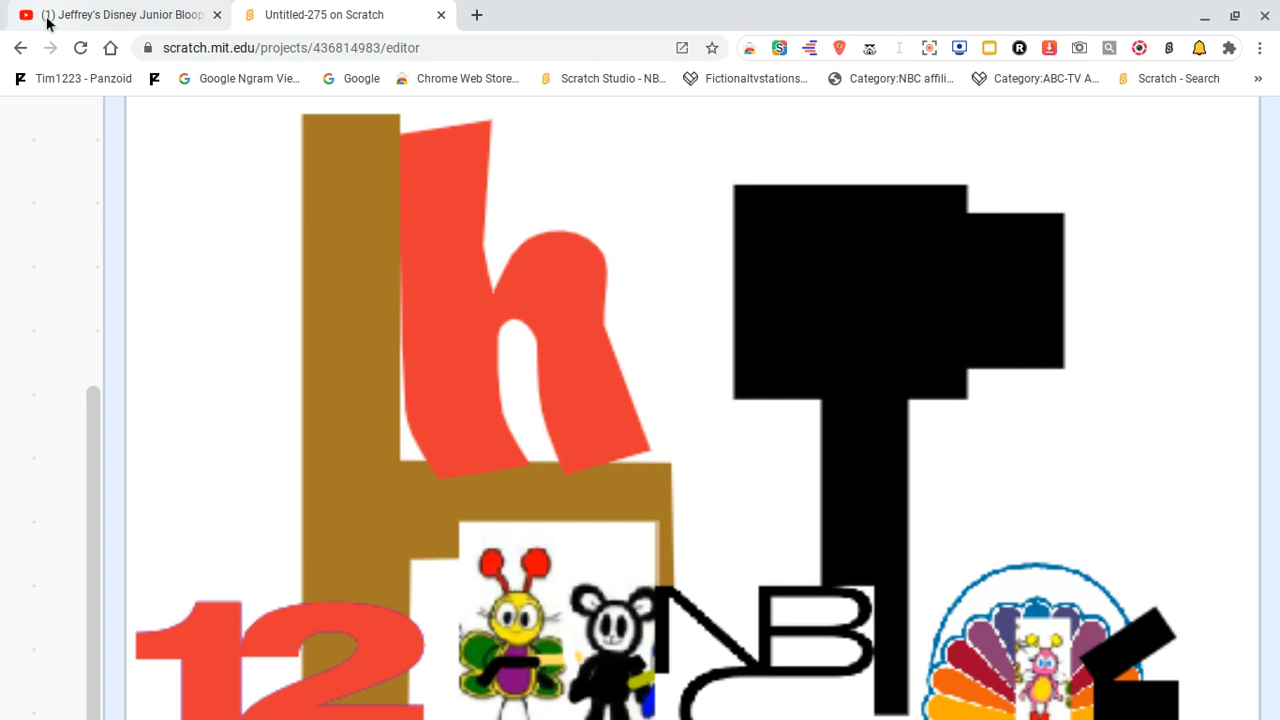 (1) Jeffrey's Disney Junior Bloop
Untitled-275 on Scratch
scratch.mit.edu/projects/436814983/editor
Tim1223 - Panzoid
Google Ngram Vie...
Google
Chrome Web Store...
Scratch Studio - NB...
Fictionaltvstations...
Category:NBC affili...
Category:ABC-TV A...
Scratch - Search
»
h
12
NB